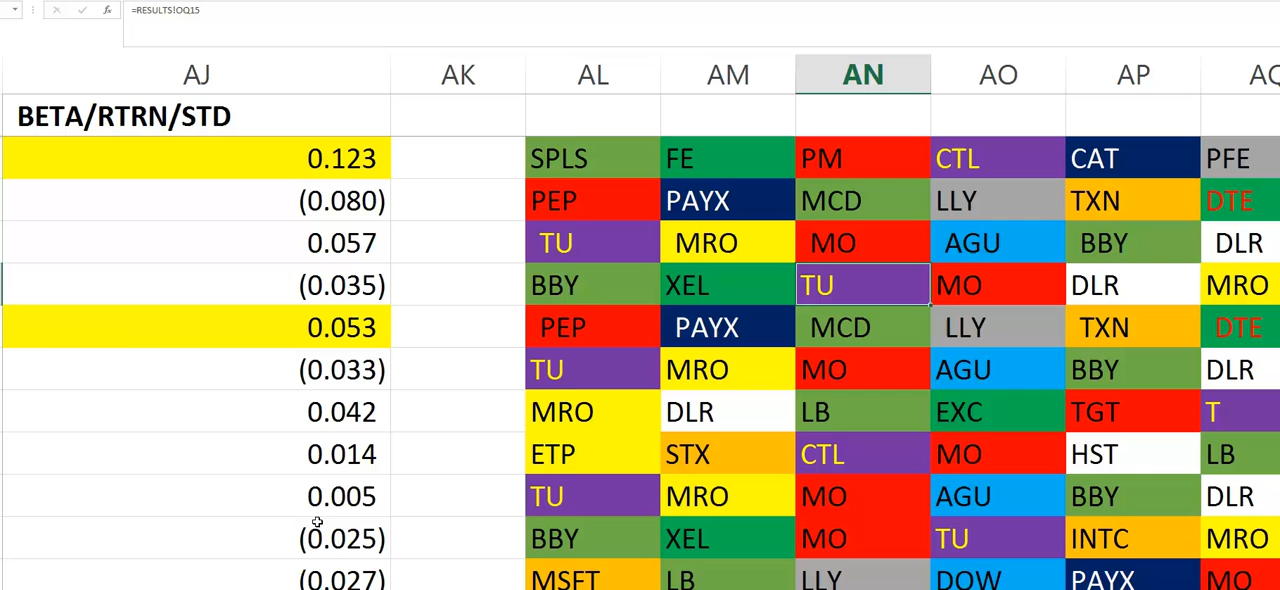 fx =RESULTS!OQ15
AJ AK AL AM AN AO AP AQ
BETA/RTRN/STD
0.123 SPLS FE PM CTL CAT PFE
(0.080) PEP PAYX MCD LLY TXN DTE
0.057 TU MRO MO AGU BBY DLR
(0.035) BBY XEL TU MO DLR MRO
0.053 PEP PAYX MCD LLY TXN DTE
(0.033) TU MRO MO AGU BBY DLR
0.042 MRO DLR LB EXC TGT T
0.014 ETP STX CTL MO HST LB
0.005 TU MRO MO AGU BBY DLR
(0.025) BBY XEL MO TU INTC MRO
(0.027) MSFT LB LLY DOW PAYX MO